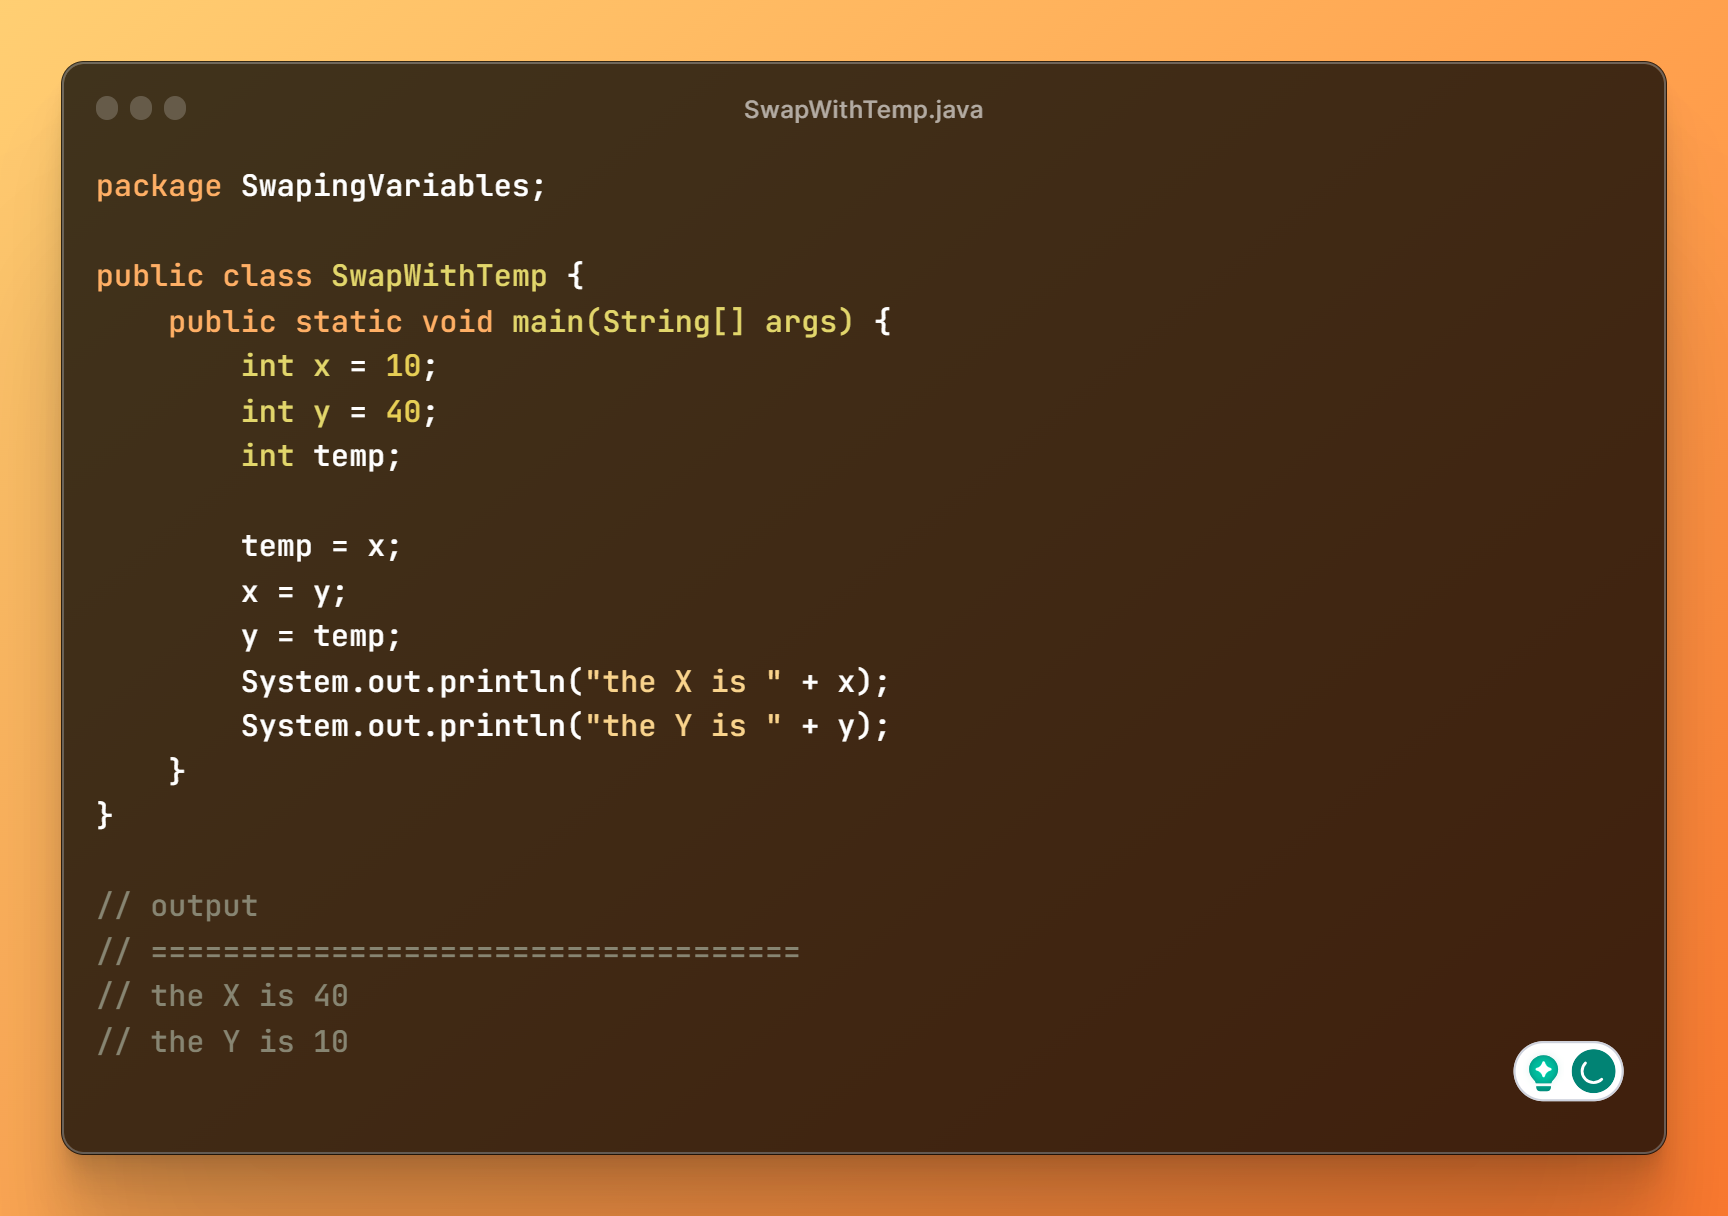 SwapWithTemp.java
package SwapingVariables;
public class SwapWithTemp {
    public static void main(String[] args) {
        int x = 10;
        int y = 40;
        int temp;
        temp = x;
        x = y;
        y = temp;
        System.out.println("the X is " + x);
        System.out.println("the Y is " + y);
    }
}
// output
// ====================================
// the X is 40
// the Y is 10